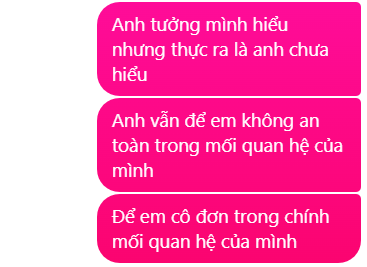 Anh tưởng mình hiểu
nhưng thực ra là anh chưa
hiểu
Anh vẫn để em không an
toàn trong mối quan hệ của
mình
Để em cô đơn trong chính
mối quan hệ của mình